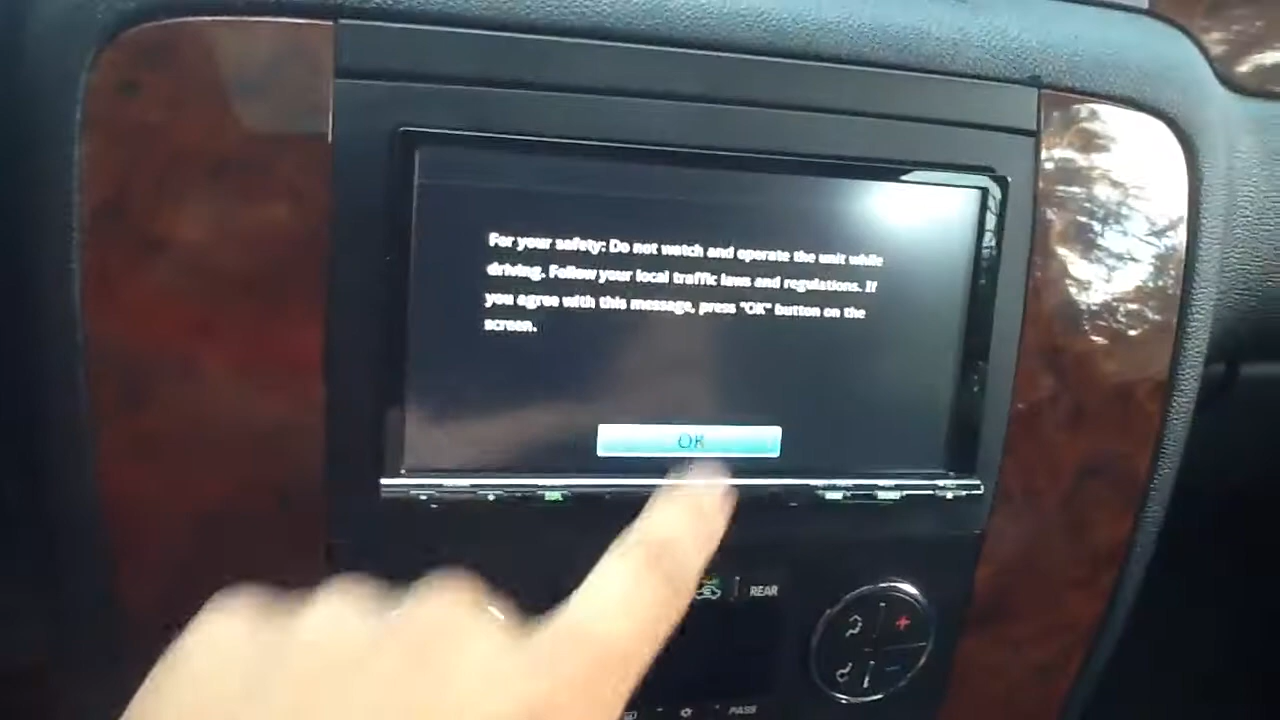 For your safety: Do not watch and operate the unit while
driving. Follow your local traffic laws and regulations. If
you agree with this message, press "OK" button on the
screen.
OK
REAR
PASS